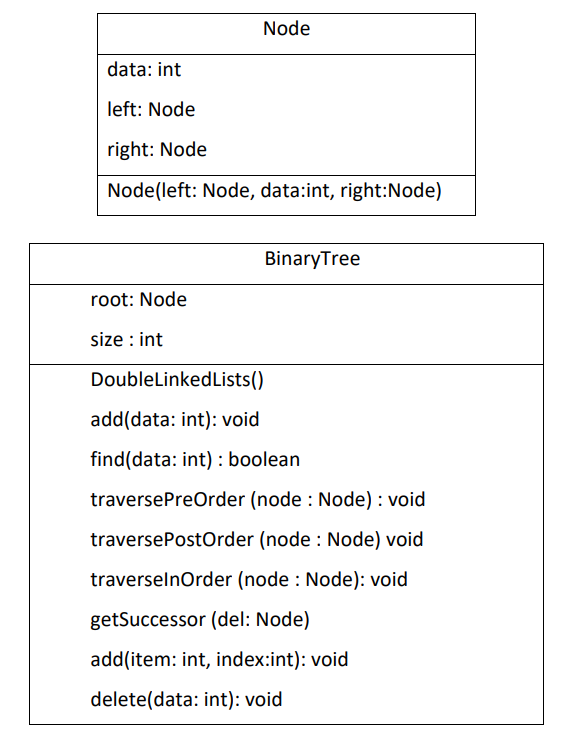 Node
data: int
left: Node
right: Node
Node(left: Node, data:int, right:Node)
BinaryTree
root: Node
size : int
DoubleLinkedLists()
add(data: int): void
find(data: int) : boolean
traversePreOrder (node : Node) : void
traversePostOrder (node : Node) void
traverseInOrder (node : Node): void
getSuccessor (del: Node)
add(item: int, index:int): void
delete(data: int): void